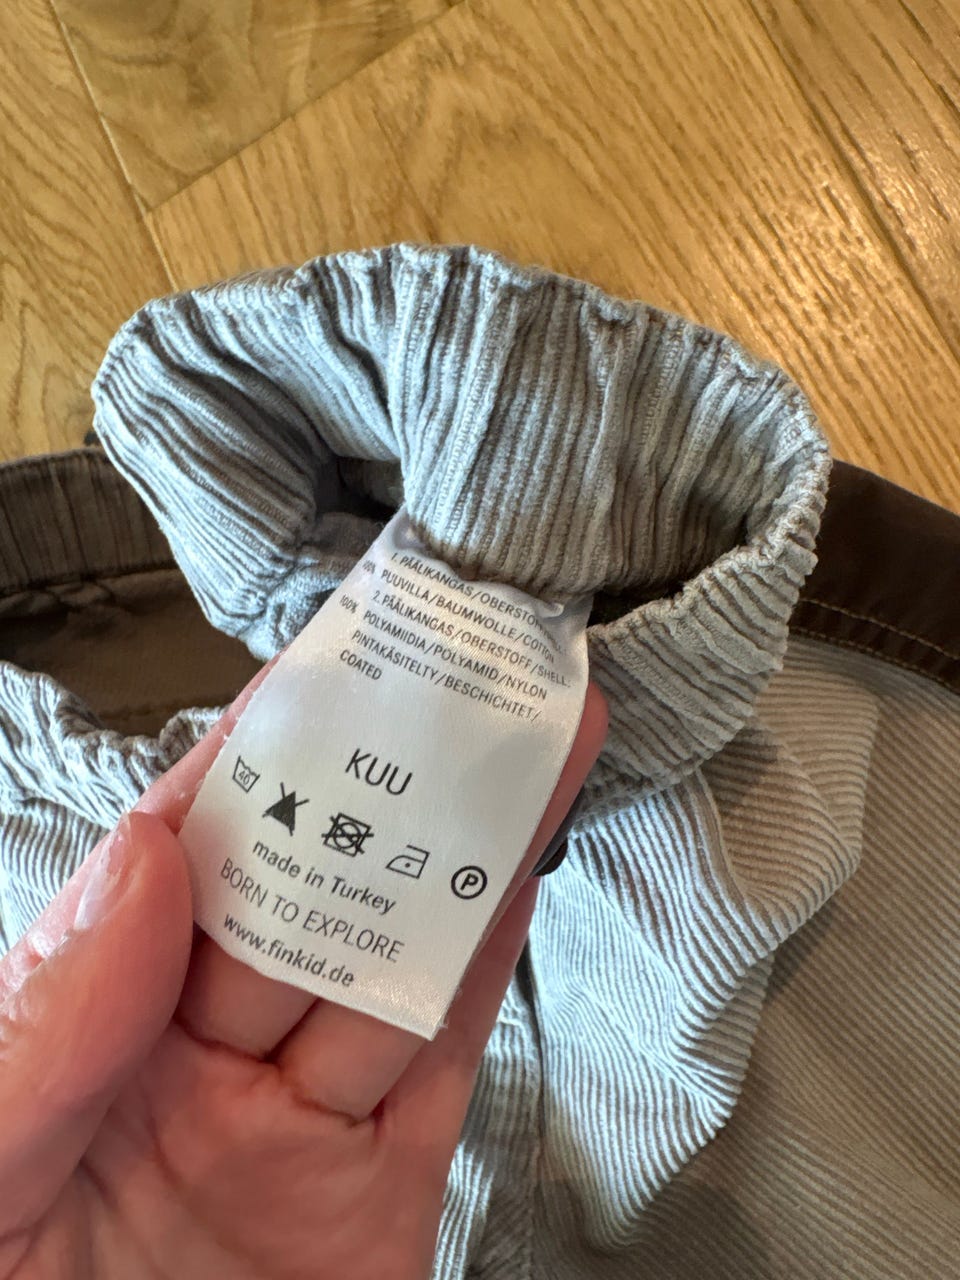 1. PÄÄLIKANGAS/OBERSTOFF
100% PUUVILLA/BAUMWOLLE/COTTON
2. PÄÄLIKANGAS/OBERSTOFF/SHELL:
100% POLYAMIDIA/POLYAMID/NYLON
PINTAKÄSITELTY/BESCHICHTET/
COATED
KUU
40
P
made in Turkey
BORN TO EXPLORE
www.finkid.de